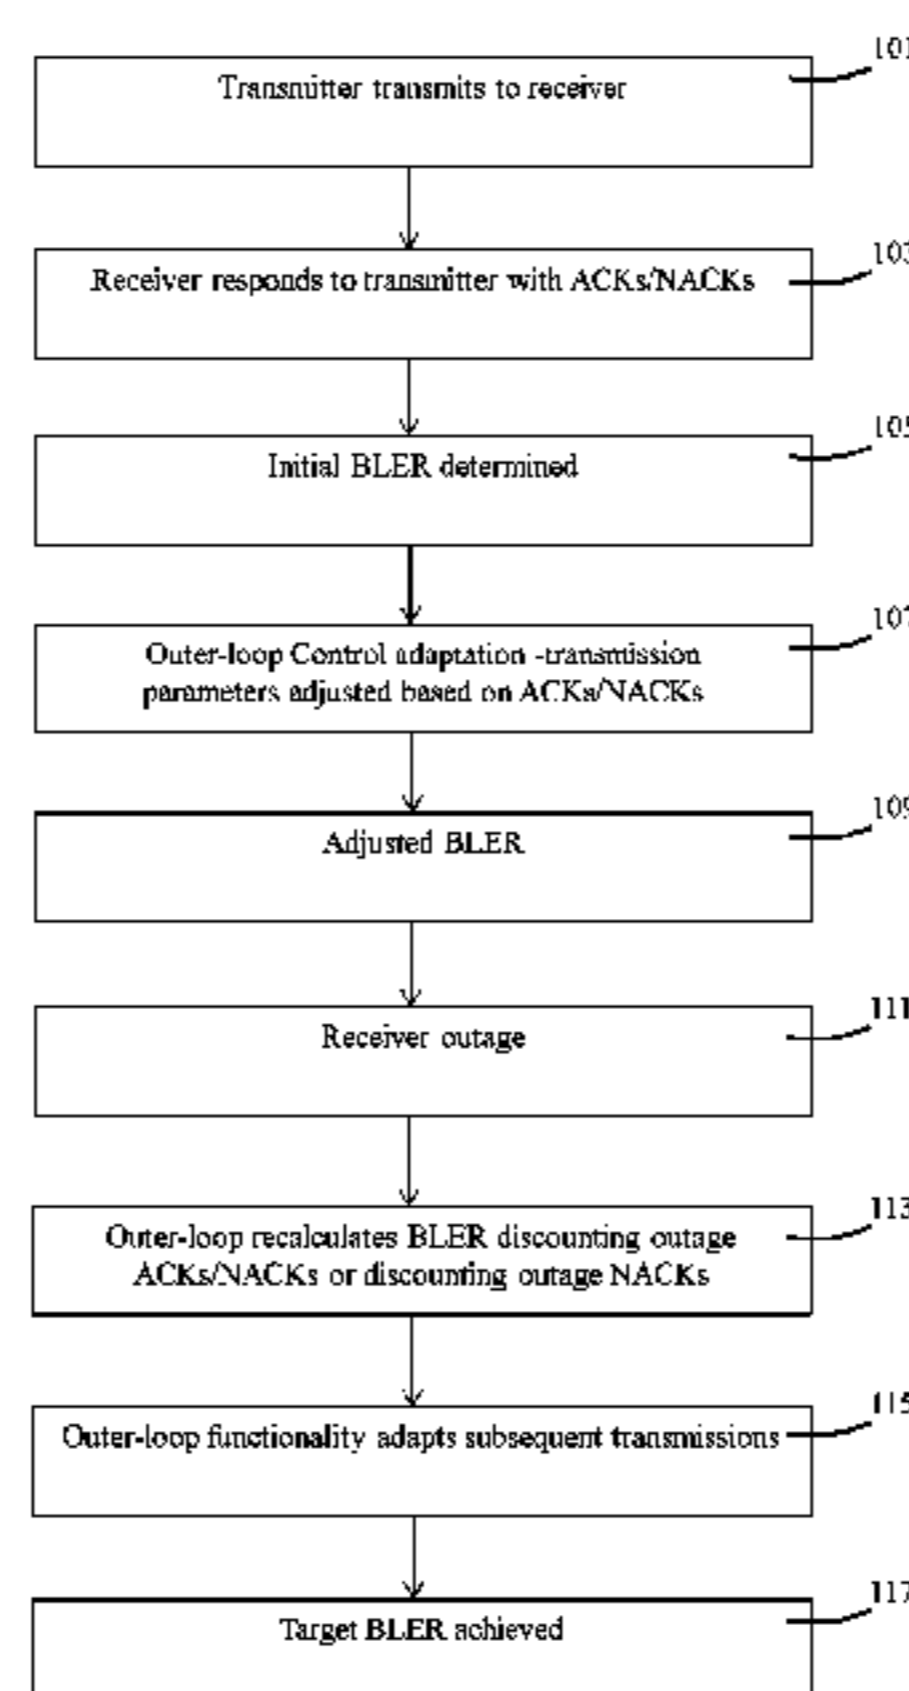 101
Transmitter transmits to receiver
103
Receiver responds to transmitter with ACKs/NACKs
105
Initial BLER determined
107
Outer-loop Control adaptation -transmission
parameters adjusted based on ACKs/NACKs
109
Adjusted BLER
111
Receiver outage
113
Outer-loop recalculates BLER discounting outage
ACKs/NACKs or discounting outage NACKs
115
Outer-loop functionality adapts subsequent transmissions
117
Target BLER achieved